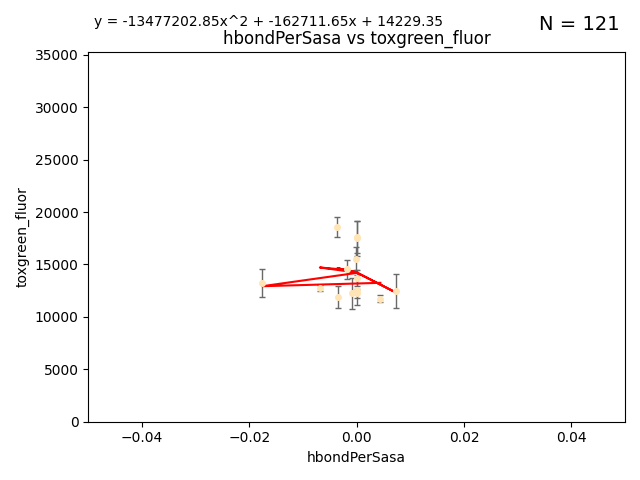 y = -13477202.85x^2 + -162711.65x + 14229.35
N = 121
hbondPerSasa vs toxgreen_fluor
35000
30000
25000
20000
15000
10000
5000
0
toxgreen_fluor
−0.04
−0.02
0.00
0.02
0.04
hbondPerSasa